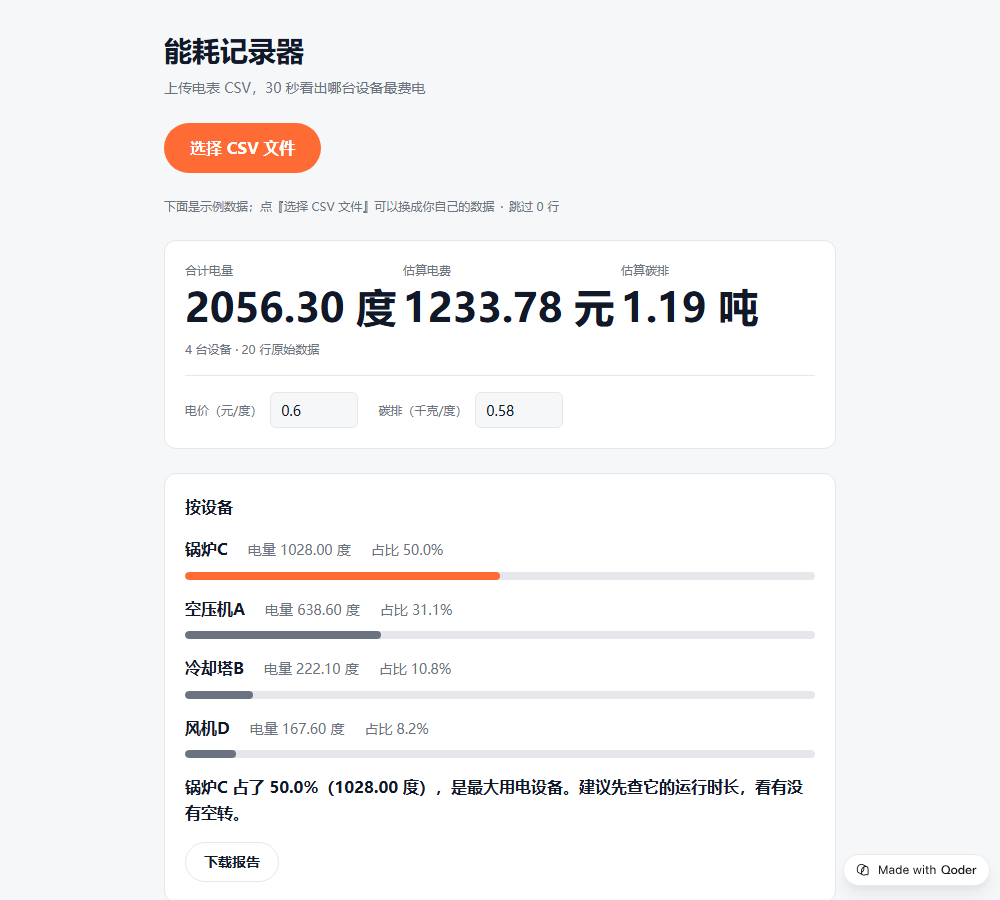 能耗记录器
上传电表 CSV，30 秒看出哪台设备最费电
选择 CSV 文件
下面是示例数据；点『选择 CSV 文件』可以换成你自己的数据 · 跳过 0 行
合计电量 估算电费 估算碳排
2056.30 度 1233.78 元 1.19 吨
4 台设备 · 20 行原始数据
电价（元/度） 0.6 碳排（千克/度） 0.58
按设备
锅炉C 电量 1028.00 度 占比 50.0%
空压机A 电量 638.60 度 占比 31.1%
冷却塔B 电量 222.10 度 占比 10.8%
风机D 电量 167.60 度 占比 8.2%
锅炉C 占了 50.0%（1028.00 度），是最大用电设备。建议先查它的运行时长，看有没
有空转。
下载报告
Made with Qoder